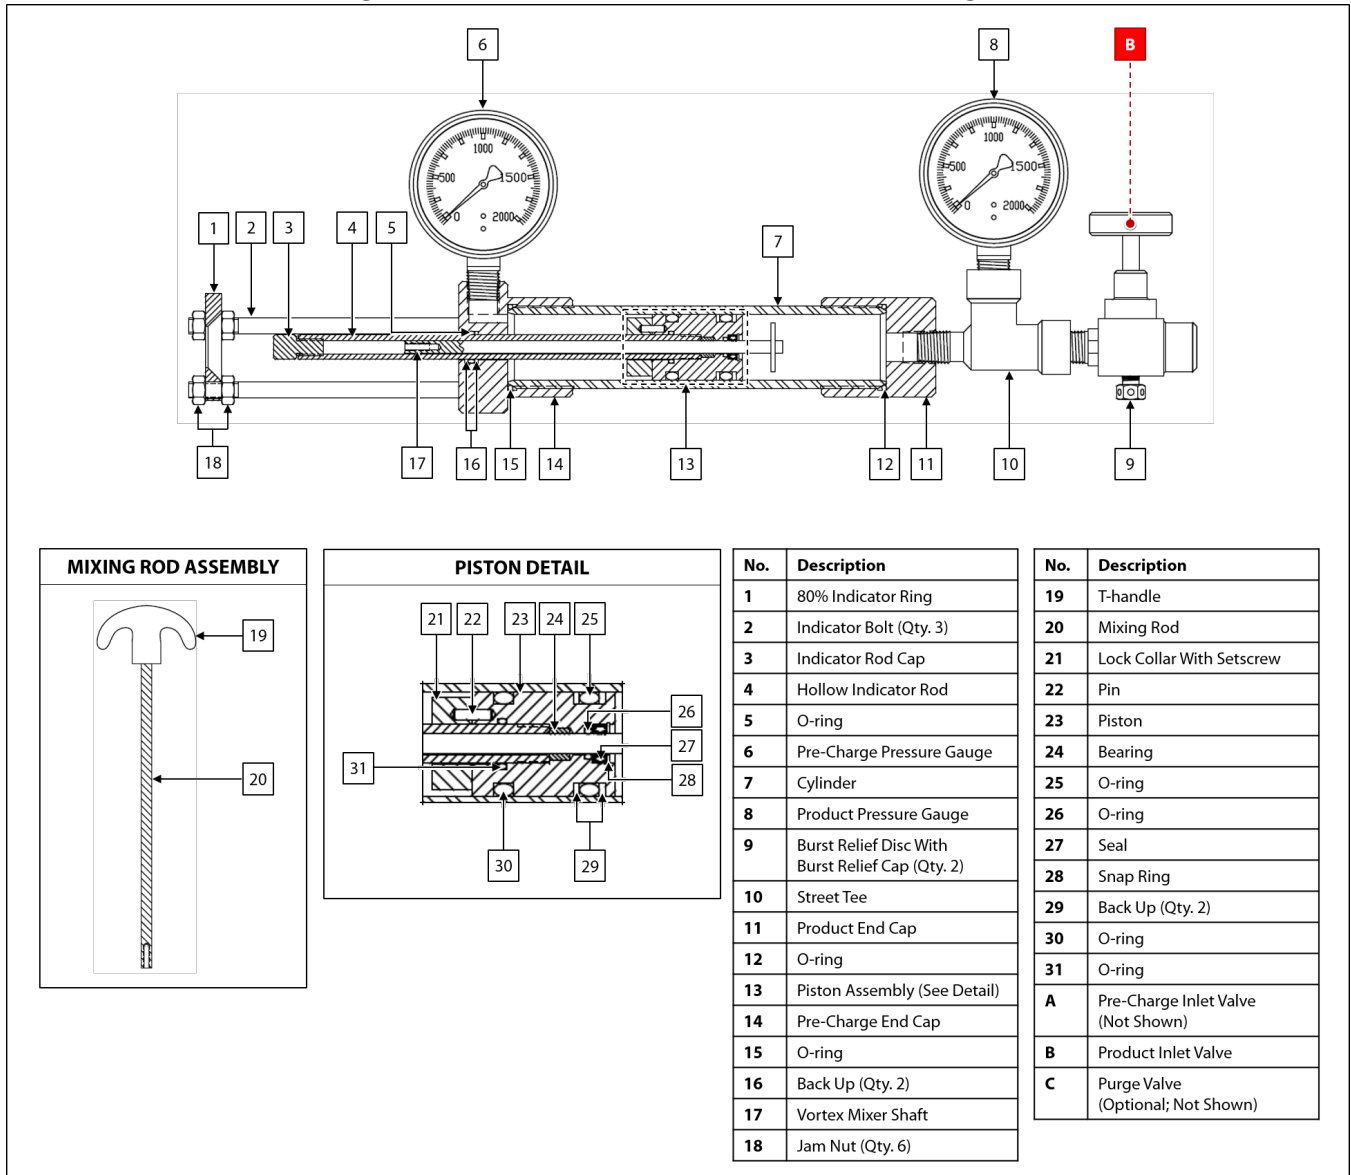 6
8
B
1000
500
1500
0
2000
1000
500
1500
0
2000
1
2
3
4
5
7
18
17
16
15
14
13
12
11
10
9
MIXING ROD ASSEMBLY
19
20
PISTON DETAIL
21
22
23
24
25
26
27
28
31
30
29
No. Description
1 80% Indicator Ring
2 Indicator Bolt (Qty. 3)
3 Indicator Rod Cap
4 Hollow Indicator Rod
5 O-ring
6 Pre-Charge Pressure Gauge
7 Cylinder
8 Product Pressure Gauge
9 Burst Relief Disc With
Burst Relief Cap (Qty. 2)
10 Street Tee
11 Product End Cap
12 O-ring
13 Piston Assembly (See Detail)
14 Pre-Charge End Cap
15 O-ring
16 Back Up (Qty. 2)
17 Vortex Mixer Shaft
18 Jam Nut (Qty. 6)
No. Description
19 T-handle
20 Mixing Rod
21 Lock Collar With Setscrew
22 Pin
23 Piston
24 Bearing
25 O-ring
26 O-ring
27 Seal
28 Snap Ring
29 Back Up (Qty. 2)
30 O-ring
31 O-ring
A Pre-Charge Inlet Valve
(Not Shown)
B Product Inlet Valve
C Purge Valve
(Optional; Not Shown)